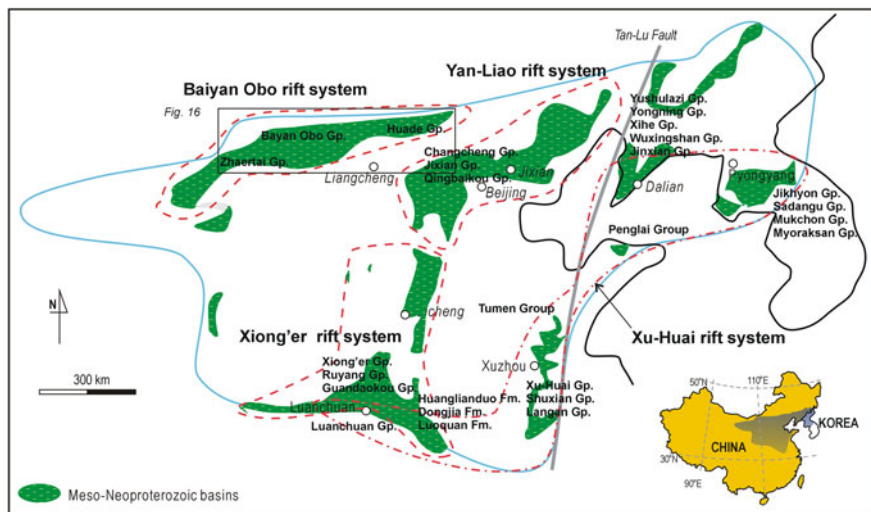 Tan-Lu Fault
Yan-Liao rift system
Baiyan Obo rift system
Fig. 16
Yushulazi Gp.
Yongning Gp.
Xihe Gp.
Wuxingshan Gp.
Jinxian Gp.
Bayan Obo Gp.
Huade Gp.
Zhaertai Gp.
Liangcheng
Changcheng Gp.
Jixian Gp.
Qingbaikou Gp.
Jixian
Beijing
Dalian
Pyongyang
Jikhyon Gp.
Sadangu Gp.
Mukchon Gp.
Myoraksan Gp.
Penglai Group
N
300 km
Tumen Group
Xu-Huai rift system
Xiong'er rift system
Xuzhou
Xiong'er Gp.
Ruyang Gp.
Guandaokou Gp.
Luanchuan
Luanchuan Gp.
Huanglianduo Fm.
Dongjia Fm.
Luoquan Fm.
Xu-Huai Gp.
Shuxian Gp.
Langan Gp.
50°N
110°E
KOREA
CHINA
30°N
90°E
Meso-Neoproterozoic basins